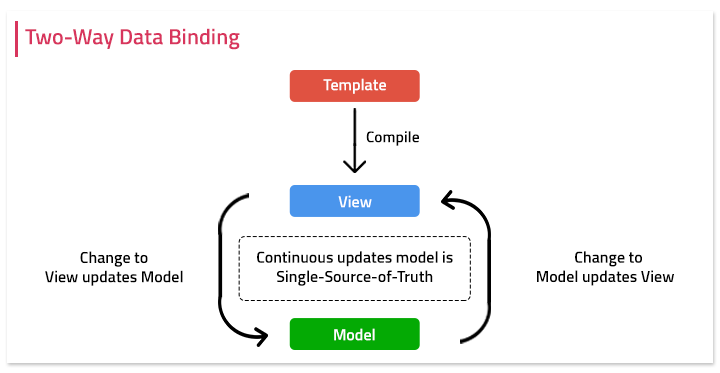 Two-Way Data Binding
Template
Compile
View
Change to
View updates Model
Continuous updates model is
Single-Source-of-Truth
Change to
Model updates View
Model